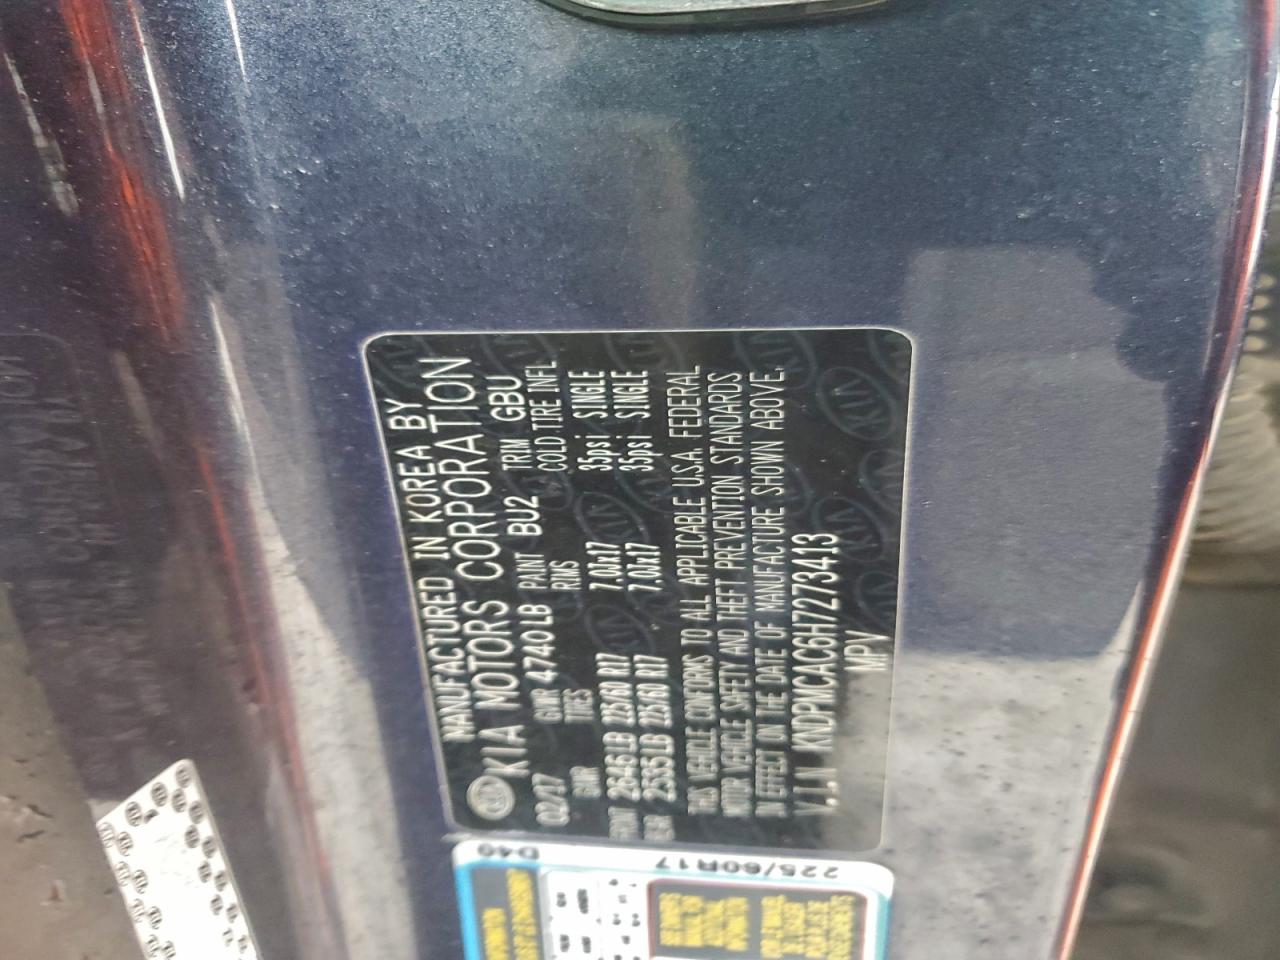 MANUFACTURED IN KOREA BY
KIA KIA MOTORS CORPORATION
02/17 GVWR 4740LB PAINT BU2 TRIM GBU
GAWR TIRES RIMS COLD TIRE INFL
FRONT 2646LB 225/60 R17 7.0Jx17 35psi SINGLE
REAR 2535LB 225/60 R17 7.0Jx17 35psi SINGLE
THIS VEHICLE CONFORMS TO ALL APPLICABLE U.S.A. FEDERAL
MOTOR VEHICLE SAFETY AND THEFT PREVENTION STANDARDS
IN EFFECT ON THE DATE OF MANUFACTURE SHOWN ABOVE.
V.I.N KNDPMCAC6H7273413
MPV
D40
225/60R17